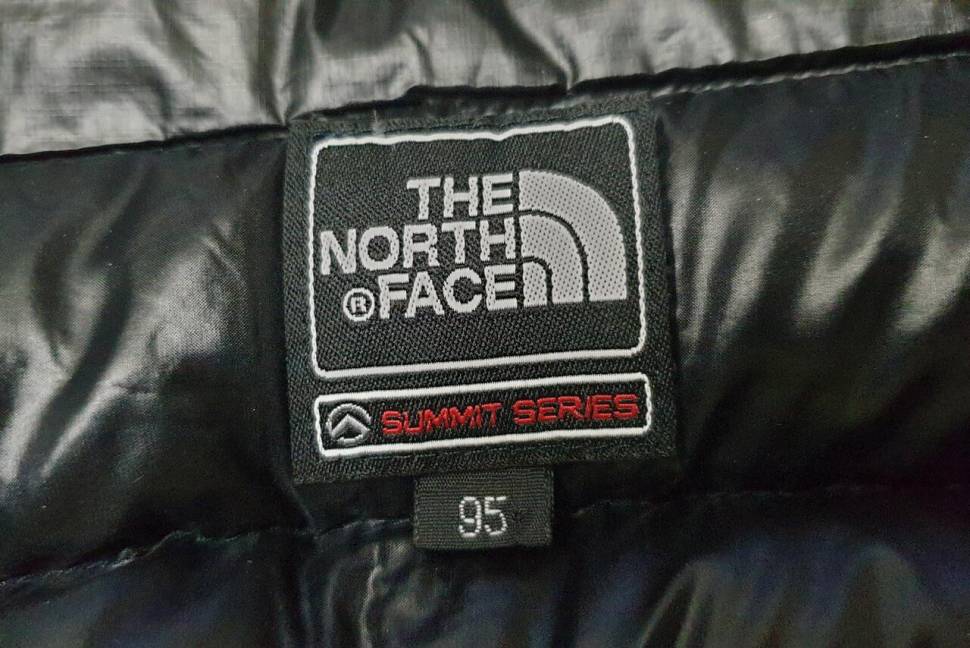 THE
NORTH
®FACE
SUMMIT SERIES
95